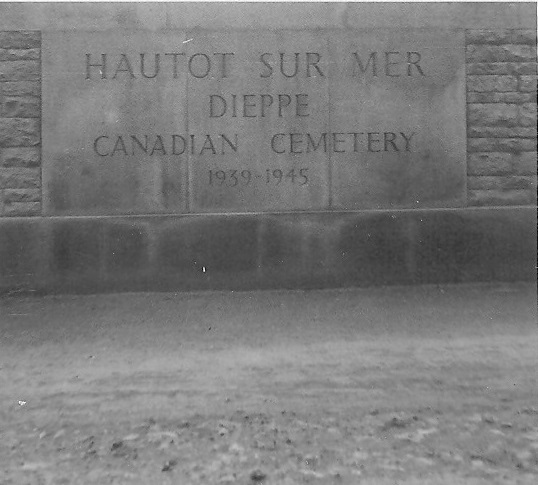 HAUTOT SUR MER
DIEPPE
CANADIAN CEMETERY
1939-1945